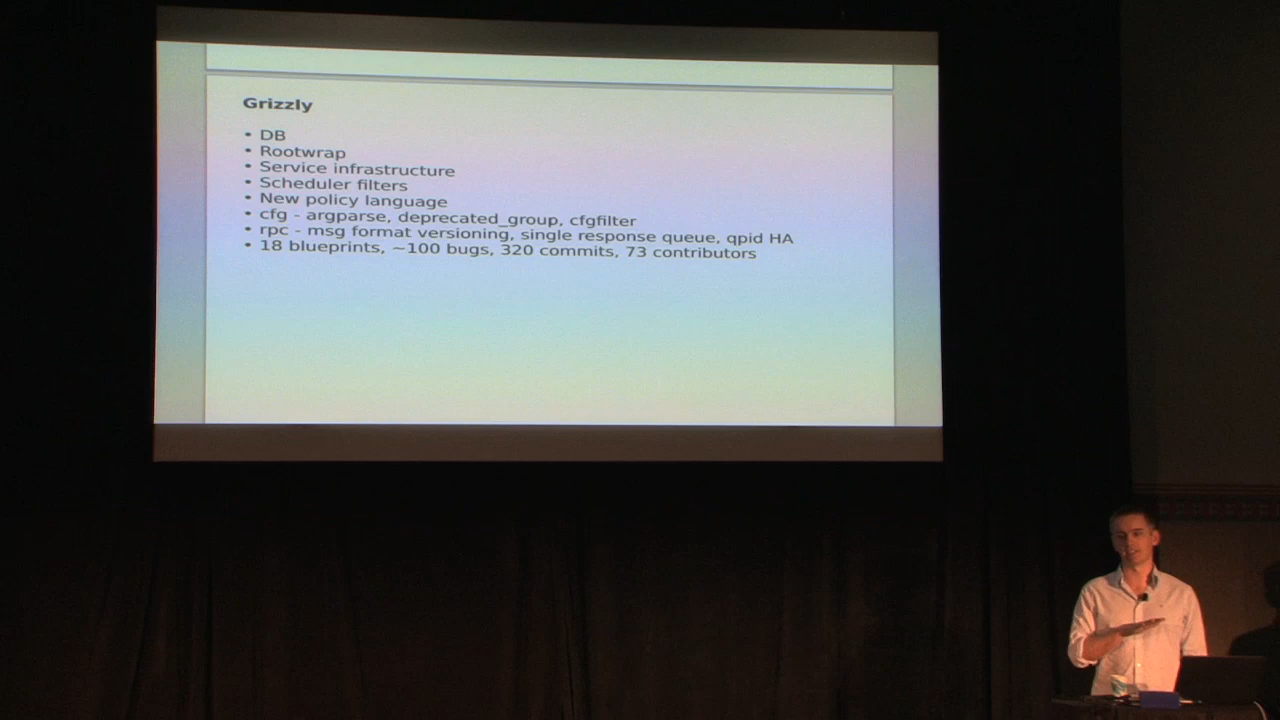 Grizzly
• DB
• Rootwrap
• Service infrastructure
• Scheduler filters
• New policy language
• cfg - argparse, deprecated_group, cfgfilter
• rpc - msg format versioning, single response queue, qpid HA
• 18 blueprints, ~100 bugs, 320 commits, 73 contributors